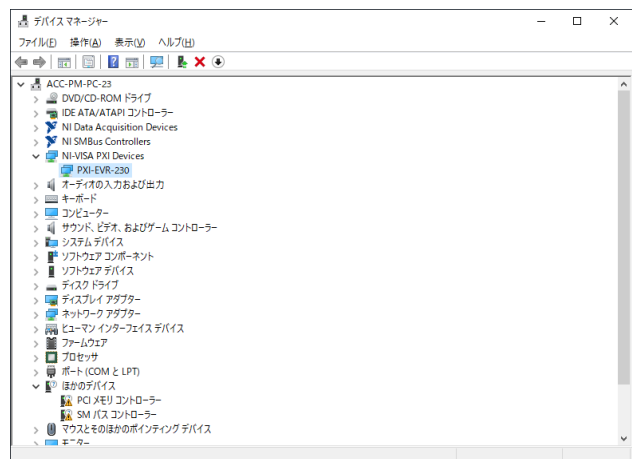 デバイス マネージャー
ファイル(F) 操作(A) 表示(V) ヘルプ(H)
ACC-PM-PC-23
DVD/CD-ROM ドライブ
IDE ATA/ATAPI コントローラー
NI Data Acquisition Devices
NI SMBus Controllers
NI-VISA PXI Devices
PXI-EVR-230
オーディオの入力および出力
キーボード
コンピューター
サウンド、ビデオ、およびゲーム コントローラー
システム デバイス
ソフトウェア コンポーネント
ソフトウェア デバイス
ディスク ドライブ
ディスプレイ アダプター
ネットワーク アダプター
ヒューマン インターフェイス デバイス
ファームウェア
プロセッサ
ポート (COM と LPT)
ほかのデバイス
PCI メモリ コントローラー
SM バス コントローラー
マウスとそのほかのポインティング デバイス
モニター